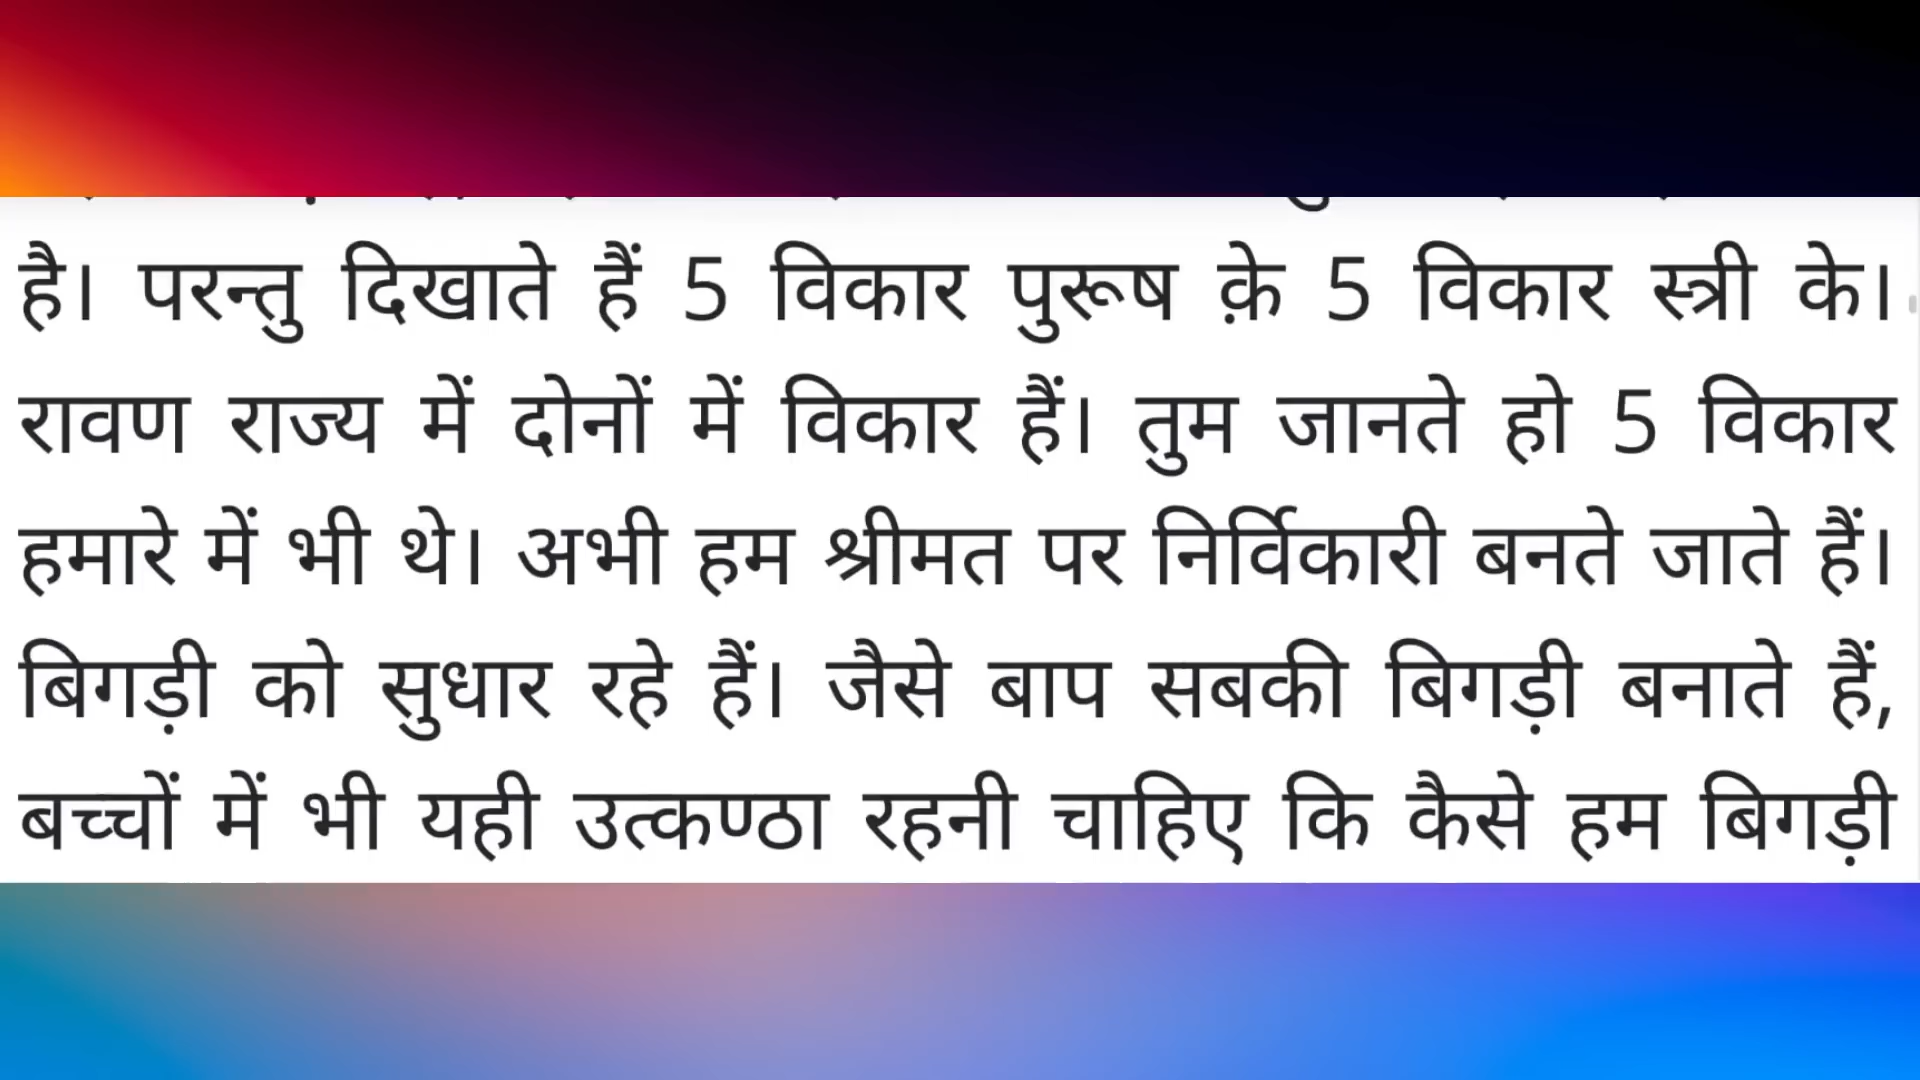 है। परन्तु दिखाते हैं 5 विकार पुरूष क़े 5 विकार स्त्री के।
रावण राज्य में दोनों में विकार हैं। तुम जानते हो 5 विकार
हमारे में भी थे। अभी हम श्रीमत पर निर्विकारी बनते जाते हैं।
बिगड़ी को सुधार रहे हैं। जैसे बाप सबकी बिगड़ी बनाते हैं,
बच्चों में भी यही उत्कण्ठा रहनी चाहिए कि कैसे हम बिगड़ी